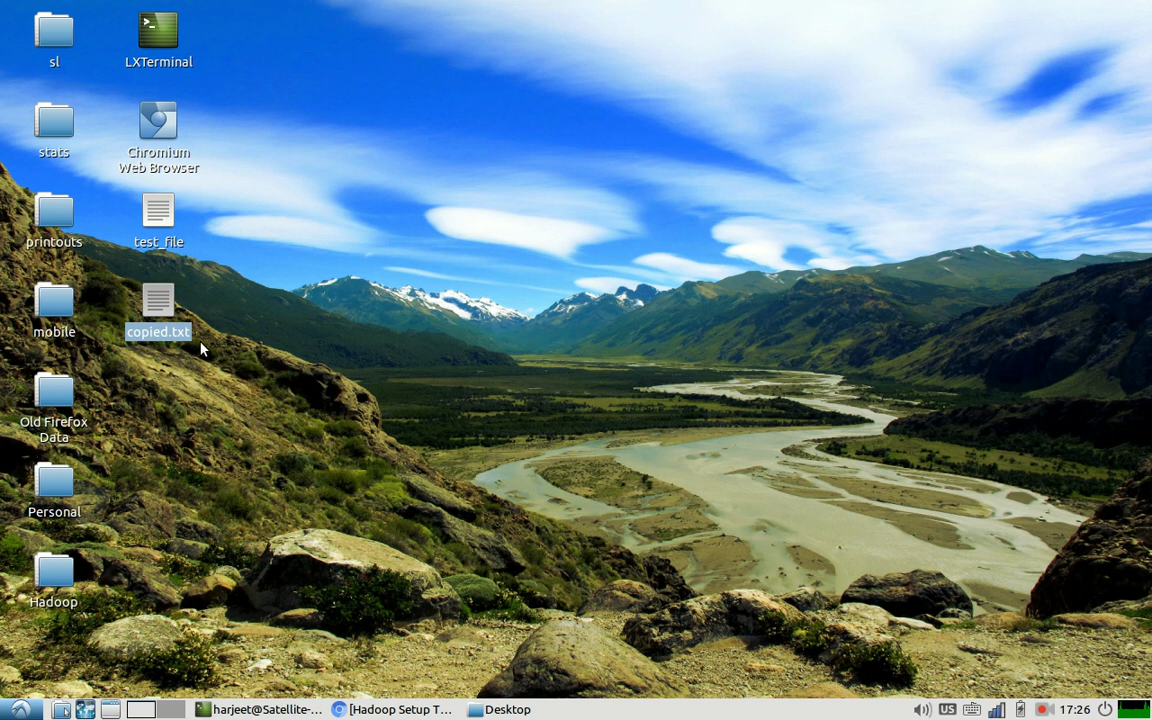 sl
LXTerminal
stats
Chromium
Web Browser
printouts
test_file
mobile
copied.txt
Old Firefox
Data
Personal
Hadoop
harjeet@Satellite-...
[Hadoop Setup T...
Desktop
US
17:26